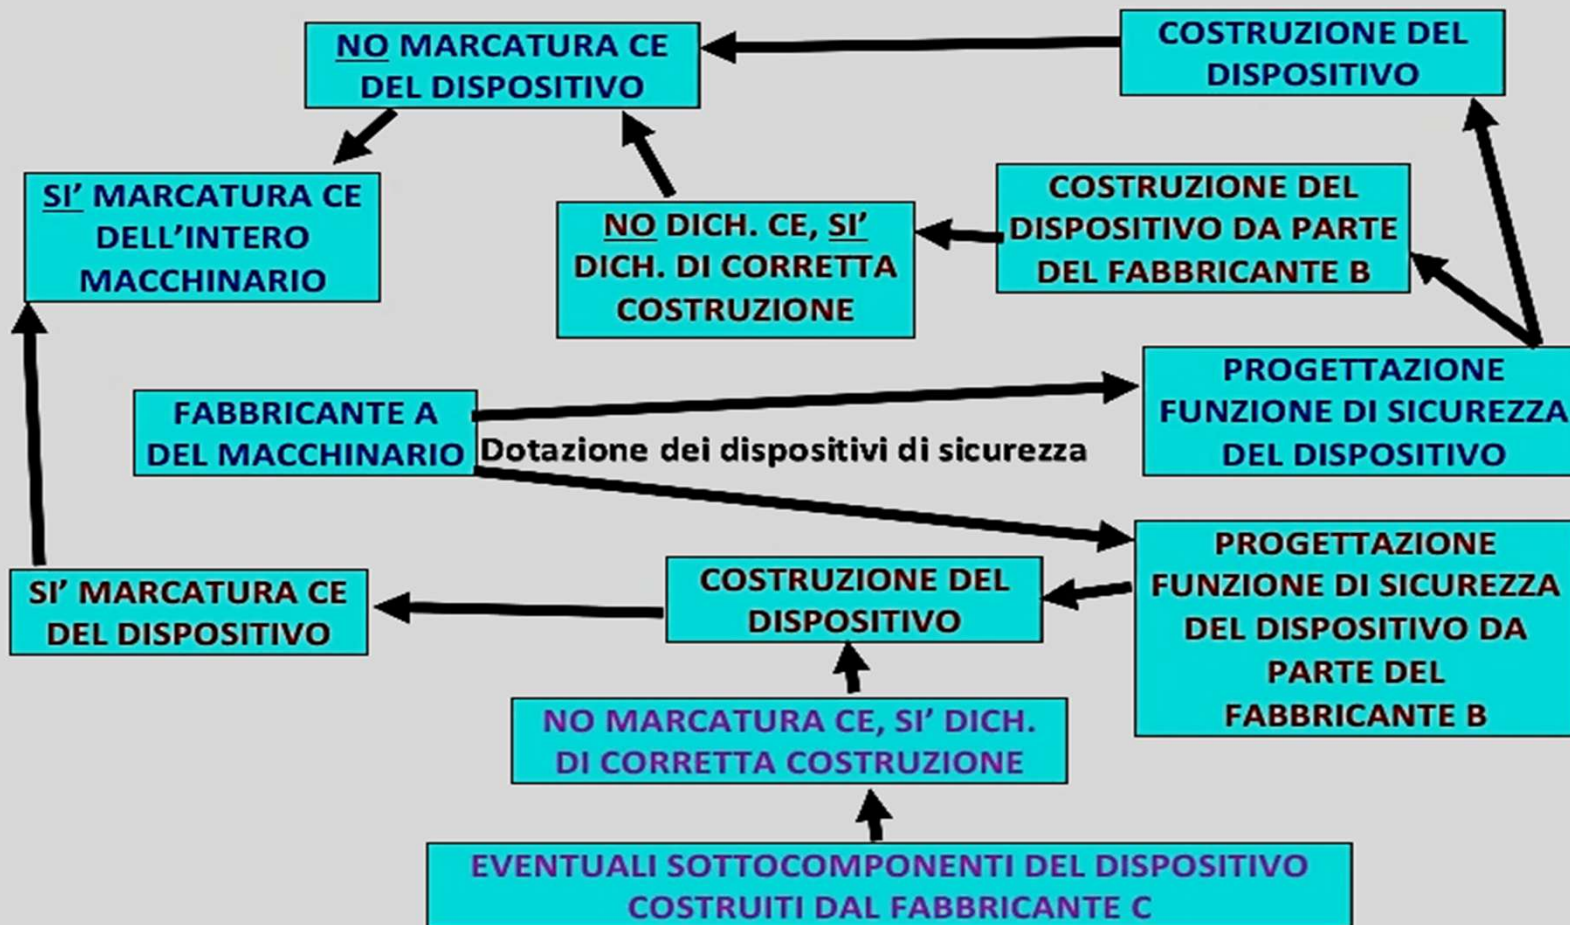 NO MARCATURA CE
DEL DISPOSITIVO
COSTRUZIONE DEL
DISPOSITIVO
SI’ MARCATURA CE
DELL’INTERO
MACCHINARIO
NO DICH. CE, SI’
DICH. DI CORRETTA
COSTRUZIONE
COSTRUZIONE DEL
DISPOSITIVO DA PARTE
DEL FABBRICANTE B
FABBRICANTE A
DEL MACCHINARIO
Dotazione dei dispositivi di sicurezza
PROGETTAZIONE
FUNZIONE DI SICUREZZA
DEL DISPOSITIVO
SI’ MARCATURA CE
DEL DISPOSITIVO
COSTRUZIONE DEL
DISPOSITIVO
PROGETTAZIONE
FUNZIONE DI SICUREZZA
DEL DISPOSITIVO DA
PARTE DEL
FABBRICANTE B
NO MARCATURA CE, SI’ DICH.
DI CORRETTA COSTRUZIONE
EVENTUALI SOTTOCOMPONENTI DEL DISPOSITIVO
COSTRUITI DAL FABBRICANTE C